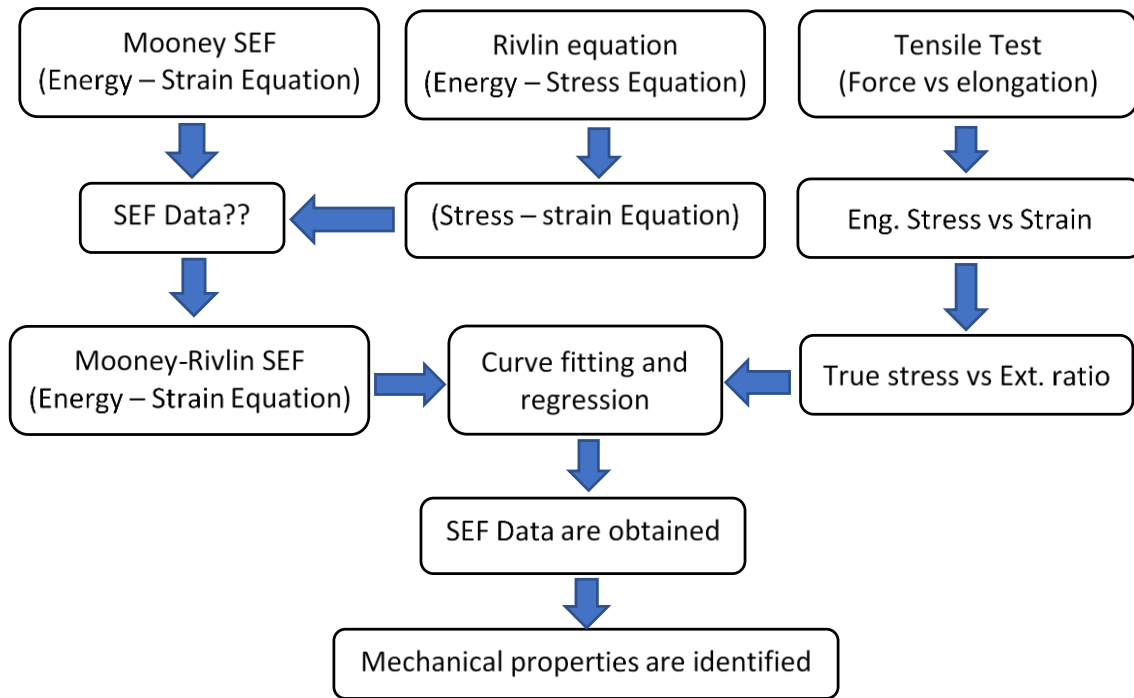 Mooney SEF
(Energy – Strain Equation)
Rivlin equation
(Energy – Stress Equation)
Tensile Test
(Force vs elongation)
SEF Data??
(Stress – strain Equation)
Eng. Stress vs Strain
Mooney-Rivlin SEF
(Energy – Strain Equation)
Curve fitting and
regression
True stress vs Ext. ratio
SEF Data are obtained
Mechanical properties are identified